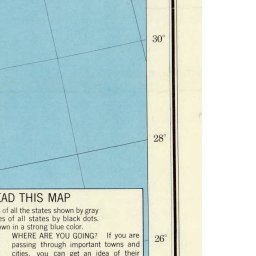 30°
28°
EAD THIS MAP
of all the states shown by gray
es of all states by black dots.
own in a strong blue color.
WHERE ARE YOU GOING? If you are
passing through important towns and
cities, you can get an idea of their
26°